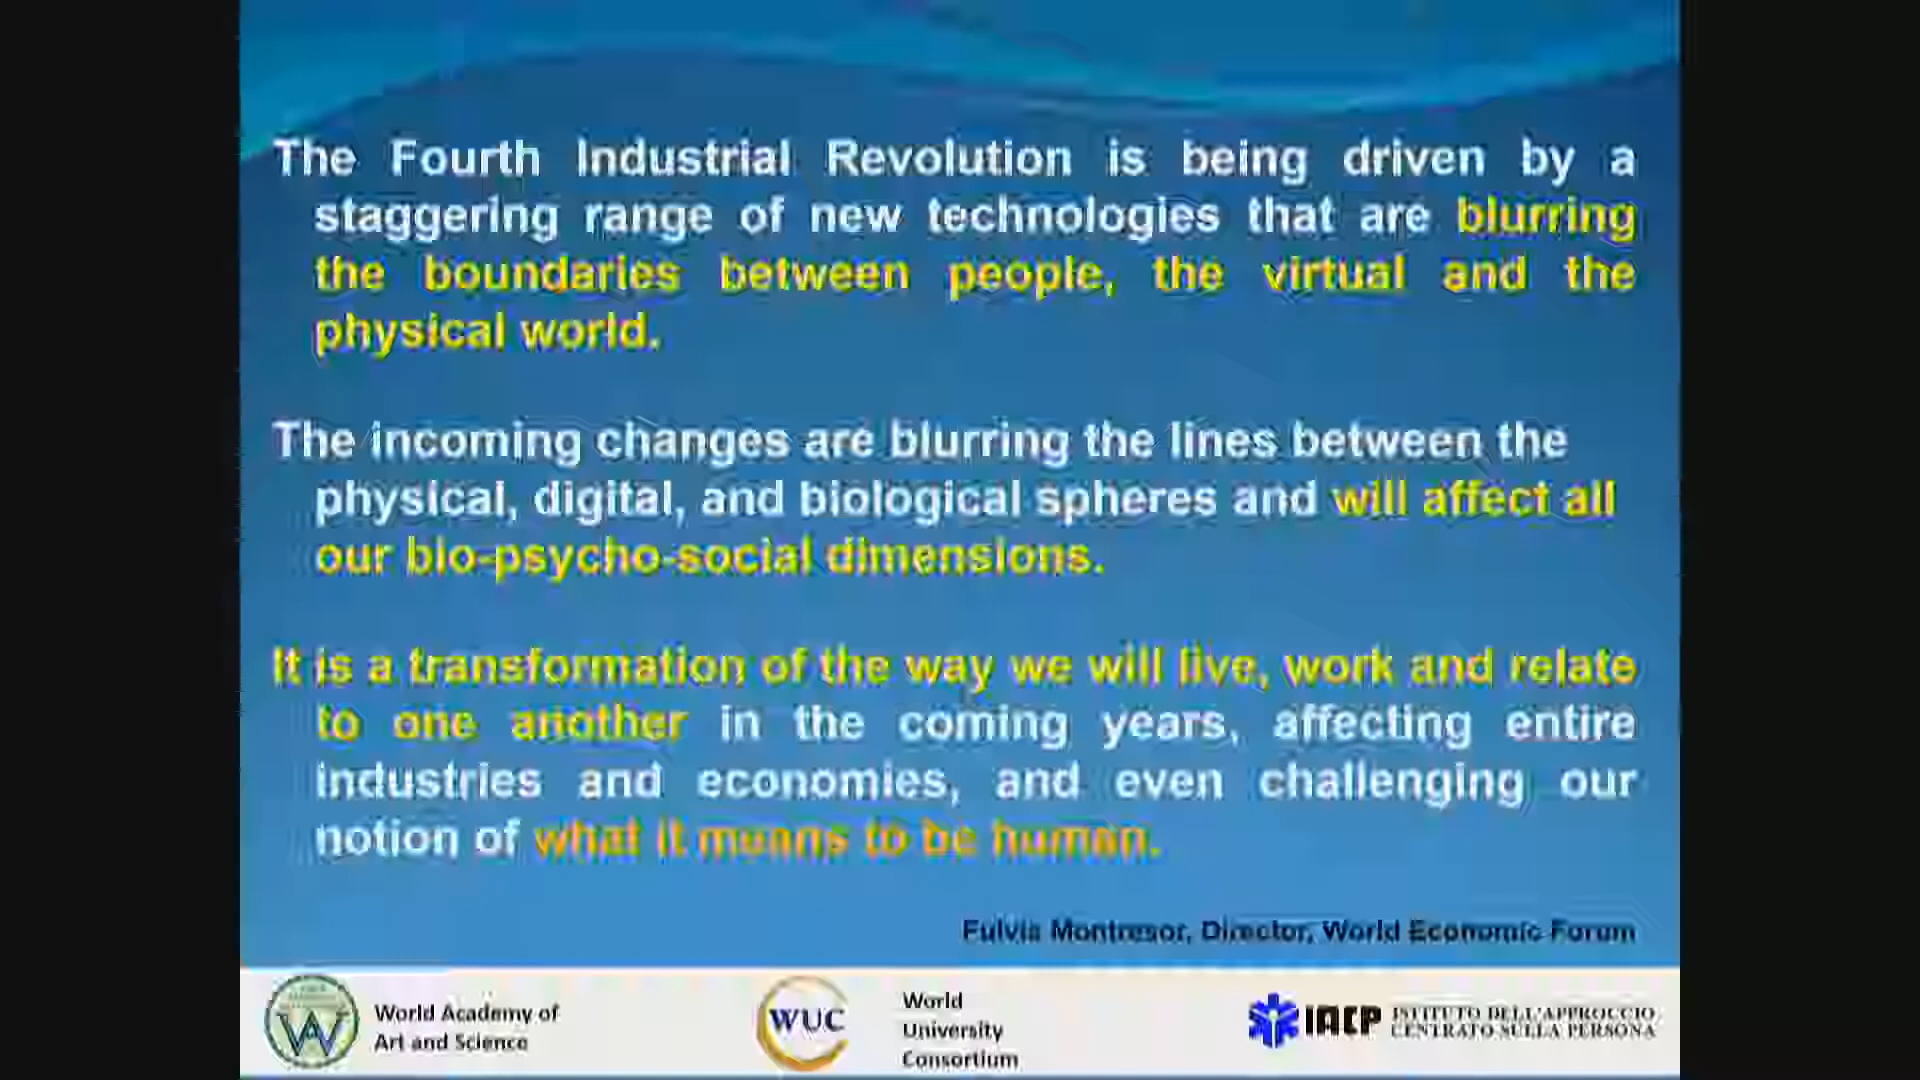 The Fourth Industrial Revolution is being driven by a
staggering range of new technologies that are blurring
the boundaries between people, the virtual and the
physical world.
The incoming changes are blurring the lines between the
physical, digital, and biological spheres and will affect all
our bio-psycho-social dimensions.
It is a transformation of the way we will live, work and relate
to one another in the coming years, affecting entire
industries and economies, and even challenging our
notion of what it means to be human.
Fulvia Montresor, Director, World Economic Forum
World Academy of
Art and Science
WUC
World
University
Consortium
IACP
ISTITUTO DELL'APPROCCIO
CENTRATO SULLA PERSONA